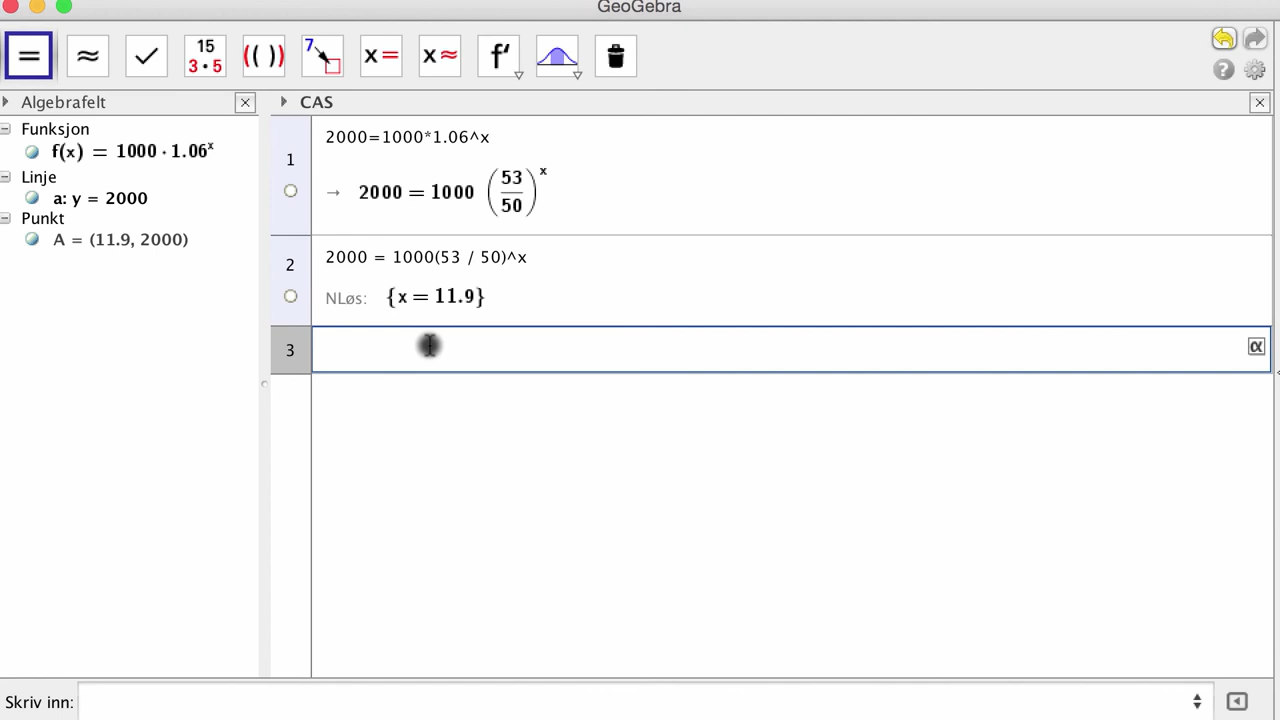 GeoGebra
= ≈ ✓ 15 3·5 (( )) 7 x= x≈ f′ ?
Algebrafelt
Funksjon
f(x) = 1000 · 1.06ˣ
Linje
a: y = 2000
Punkt
A = (11.9, 2000)
CAS
1
2000=1000*1.06^x
→ 2000 = 1000 (53/50)ˣ
2
2000 = 1000(53 / 50)^x
NLøs: {x = 11.9}
3
α
Skriv inn: